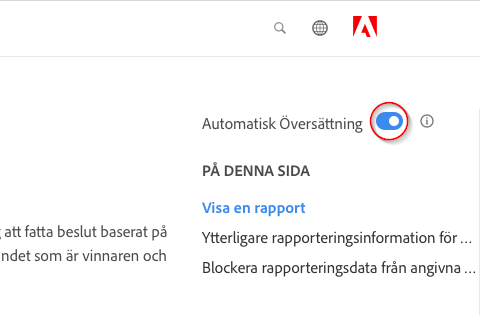 Automatisk Översättning
PÅ DENNA SIDA
Visa en rapport
att fatta beslut baserat på
Ytterligare rapporteringsinformation för ...
ndet som är vinnaren och
Blockera rapporteringsdata från angivna ...